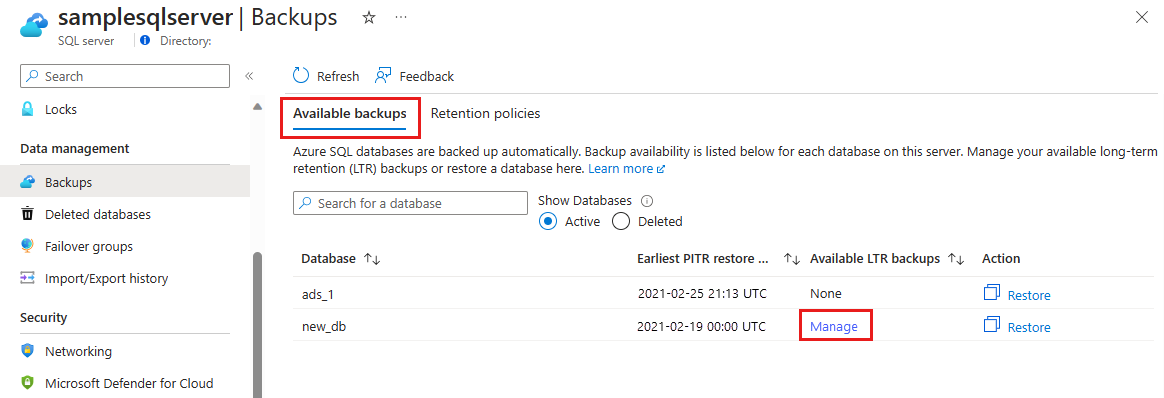 samplesqlserver | Backups
SQL server
Directory:
Search
Locks
Data management
Backups
Deleted databases
Failover groups
Import/Export history
Security
Networking
Microsoft Defender for Cloud
Refresh Feedback
Available backups Retention policies
Azure SQL databases are backed up automatically. Backup availability is listed below for each database on this server. Manage your available long-term
retention (LTR) backups or restore a database here. Learn more
Search for a database
Show Databases
Active Deleted
Database Earliest PITR restore ... Available LTR backups Action
ads_1 2021-02-25 21:13 UTC None Restore
new_db 2021-02-19 00:00 UTC Manage Restore